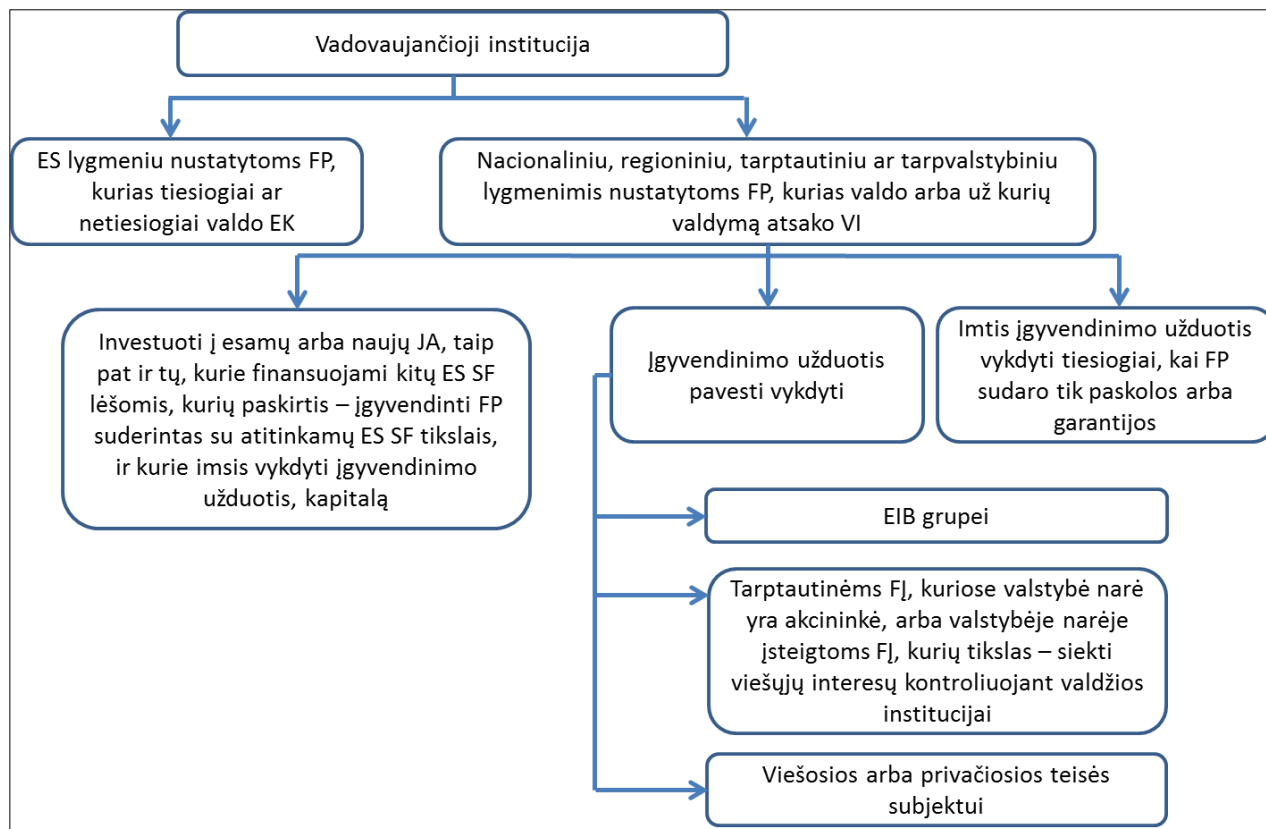 Vadovaujančioji institucija
ES lygmeniu nustatytoms FP,
kurias tiesiogiai ar
netiesiogiai valdo EK
Nacionaliniu, regioniniu, tarptautiniu ar tarpvalstybiniu
lygmenimis nustatytoms FP, kurias valdo arba už kurių
valdymą atsako VI
Investuoti į esamų arba naujų JA, taip
pat ir tų, kurie finansuojami kitų ES SF
lėšomis, kurių paskirtis – įgyvendinti FP
suderintas su atitinkamų ES SF tikslais,
ir kurie imsis vykdyti įgyvendinimo
užduotis, kapitalą
Įgyvendinimo užduotis
pavesti vykdyti
Imtis įgyvendinimo užduotis
vykdyti tiesiogiai, kai FP
sudaro tik paskolos arba
garantijos
EIB grupei
Tarptautinėms FĮ, kuriose valstybė narė
yra akcininkė, arba valstybėje narėje
įsteigtoms FĮ, kurių tikslas – siekti
viešųjų interesų kontroliuojant valdžios
institucijai
Viešosios arba privačiosios teisės
subjektui